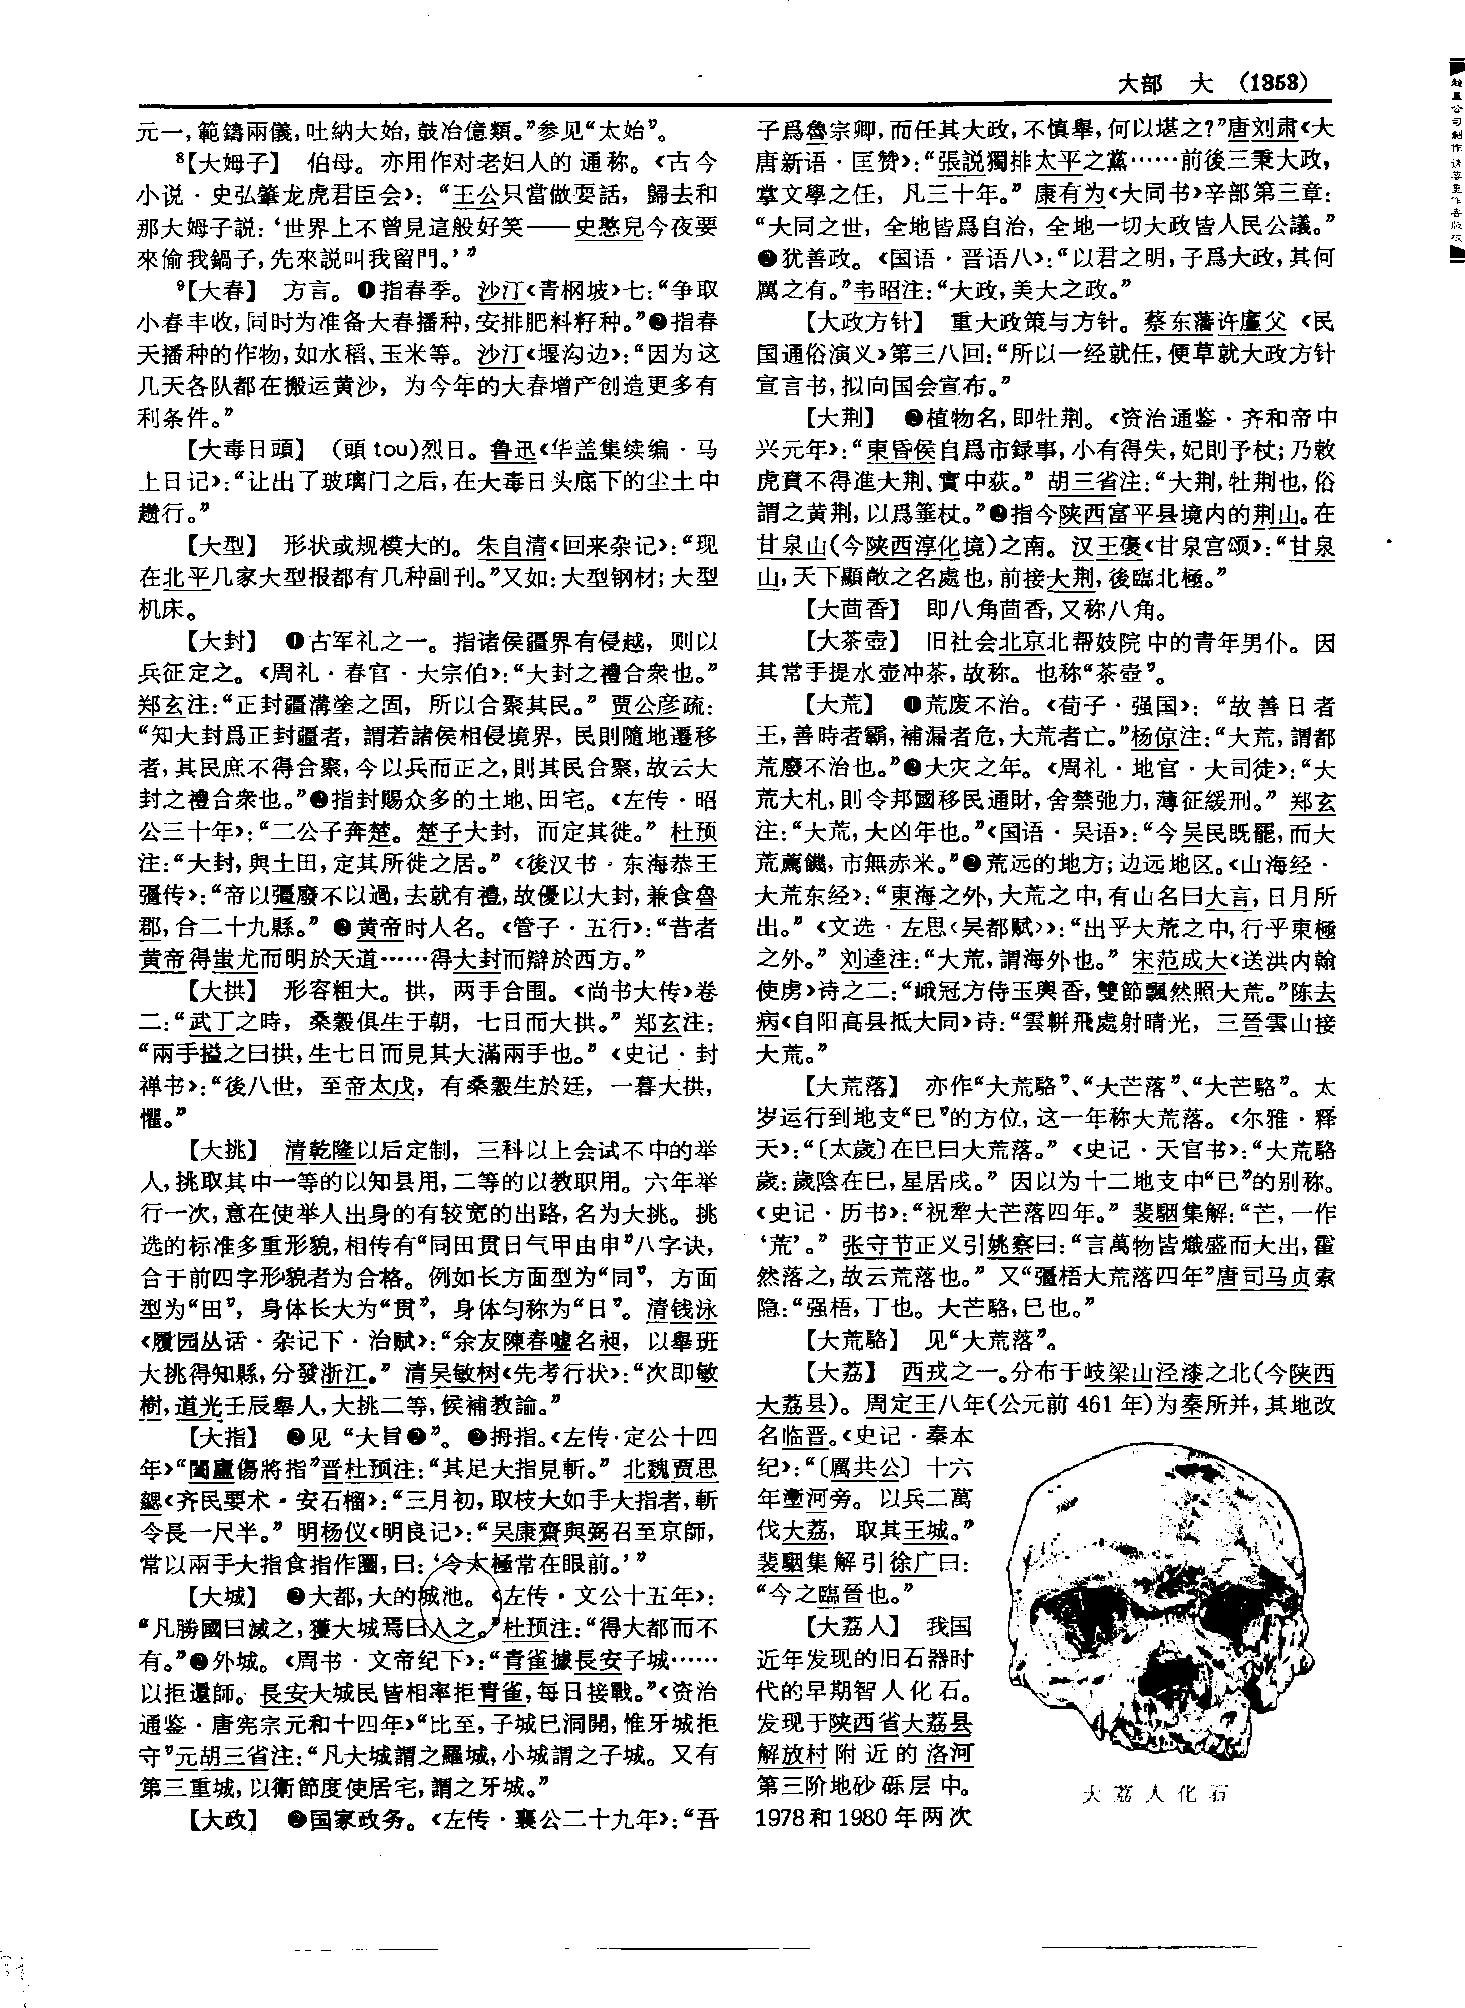 大部 大 (1353)
元一，範鑄兩儀，吐納大始，鼓冶億類。”参见“太始”。
⁸【大姆子】 伯母。亦用作对老妇人的通称。《古今
小说·史弘肇龙虎君臣会》：“王公只當做耍話，歸去和
那大姆子説：‘世界上不曾見這般好笑——史憨兒今夜要
來偷我鍋子，先來説叫我留門。’”
⁹【大春】 方言。❶指春季。沙汀《青㭎坡》七：“争取
小春丰收，同时为准备大春播种，安排肥料籽种。”❷指春
天播种的作物，如水稻、玉米等。沙汀《堰沟边》：“因为这
几天各队都在搬运黄沙，为今年的大春增产创造更多有
利条件。”
【大毒日頭】 (頭 tou)烈日。鲁迅《华盖集续编·马
上日记》：“让出了玻璃门之后，在大毒日头底下的尘土中
趱行。”
【大型】 形状或规模大的。朱自清《回来杂记》：“现
在北平几家大型报都有几种副刊。”又如：大型钢材；大型
机床。
【大封】 ❶古军礼之一。指诸侯疆界有侵越，则以
兵征定之。《周礼·春官·大宗伯》：“大封之禮合衆也。”
郑玄注：“正封疆溝塗之固，所以合聚其民。”贾公彦疏：
“知大封爲正封疆者，謂若諸侯相侵境界，民則隨地遷移
者，其民庶不得合聚，今以兵而正之，則其民合聚，故云大
封之禮合衆也。”❷指封赐众多的土地、田宅。《左传·昭
公三十年》：“二公子奔楚。楚子大封，而定其徙。”杜预
注：“大封，與土田，定其所徙之居。”《後汉书·东海恭王
彊传》：“帝以彊廢不以過，去就有禮，故優以大封，兼食魯
郡，合二十九縣。”❸黄帝时人名。《管子·五行》：“昔者
黄帝得蚩尤而明於天道……得大封而辯於西方。”
【大拱】 形容粗大。拱，两手合围。《尚书大传》卷
二：“武丁之時，桑穀俱生于朝，七日而大拱。”郑玄注：
“兩手搤之曰拱，生七日而見其大滿兩手也。”《史记·封
禅书》：“後八世，至帝太戊，有桑穀生於廷，一暮大拱，
懼。”
【大挑】 清乾隆以后定制，三科以上会试不中的举
人，挑取其中一等的以知县用，二等的以教职用。六年举
行一次，意在使举人出身的有较宽的出路，名为大挑。挑
选的标准多重形貌，相传有“同田贯日气甲由申”八字诀，
合于前四字形貌者为合格。例如长方面型为“同”，方面
型为“田”，身体长大为“贯”，身体匀称为“日”。清钱泳
《履园丛话·杂记下·治赋》：“余友陳春嘘名昶，以舉班
大挑得知縣，分發浙江。”清吴敏树《先考行状》：“次即敏
樹，道光壬辰舉人，大挑二等，候補教諭。”
【大指】 ❶见“大旨❶”。❷拇指。《左传·定公十四
年》“闔廬傷將指”晋杜预注：“其足大指見斬。”北魏贾思
勰《齐民要术·安石榴》：“三月初，取枝大如手大指者，斬
令長一尺半。”明杨仪《明良记》：“吴康齋與弼召至京師，
常以兩手大指食指作圈，曰：‘令太極常在眼前。’”
【大城】 ❶大都，大的城池。《左传·文公十五年》：
“凡勝國曰滅之，獲大城焉曰入之。”杜预注：“得大都而不
有。”❷外城。《周书·文帝纪下》：“青雀據長安子城……
以拒還師。長安大城民皆相率拒青雀，每日接戰。”《资治
通鉴·唐宪宗元和十四年》“比至，子城已洞開，惟牙城拒
守”元胡三省注：“凡大城謂之羅城，小城謂之子城。又有
第三重城，以衛節度使居宅，謂之牙城。”
【大政】 ❶国家政务。《左传·襄公二十九年》：“吾
子爲魯宗卿，而任其大政，不慎舉，何以堪之？”唐刘肃《大
唐新语·匡赞》：“張説獨排太平之黨……前後三秉大政，
掌文學之任，凡三十年。”康有为《大同书》辛部第三章：
“大同之世，全地皆爲自治，全地一切大政皆人民公議。”
❷犹善政。《国语·晋语八》：“以君之明，子爲大政，其何
厲之有。”韦昭注：“大政，美大之政。”
【大政方针】 重大政策与方针。蔡东藩许廑父《民
国通俗演义》第三八回：“所以一经就任，便草就大政方针
宣言书，拟向国会宣布。”
【大荆】 ❶植物名，即牡荆。《资治通鉴·齐和帝中
兴元年》：“東昏侯自爲市録事，小有得失，妃則予杖；乃敕
虎賁不得進大荆、實中荻。”胡三省注：“大荆，牡荆也，俗
謂之黄荆，以爲箠杖。”❷指今陕西富平县境内的荆山。在
甘泉山(今陕西淳化境)之南。汉王褒《甘泉宫颂》：“甘泉
山，天下顯敞之名處也，前接大荆，後臨北極。”
【大茴香】 即八角茴香，又称八角。
【大茶壶】 旧社会北京北帮妓院中的青年男仆。因
其常手提水壶冲茶，故称。也称“茶壶”。
【大荒】 ❶荒废不治。《荀子·强国》：“故善日者
王，善時者霸，補漏者危，大荒者亡。”杨倞注：“大荒，謂都
荒廢不治也。”❷大灾之年。《周礼·地官·大司徒》：“大
荒大札，則令邦國移民通財，舍禁弛力，薄征緩刑。”郑玄
注：“大荒，大凶年也。”《国语·吴语》：“今吴民既罷，而大
荒薦饑，市無赤米。”❸荒远的地方；边远地区。《山海经·
大荒东经》：“東海之外，大荒之中，有山名曰大言，日月所
出。”《文选·左思〈吴都赋〉》：“出乎大荒之中，行乎東極
之外。”刘逵注：“大荒，謂海外也。”宋范成大《送洪内翰
使虏》诗之二：“峨冠方侍玉輿香，雙節飄然照大荒。”陈去
病《自阳高县抵大同》诗：“雲軿飛處射晴光，三晉雲山接
大荒。”
【大荒落】 亦作“大荒駱”、“大芒落”、“大芒駱”。太
岁运行到地支“巳”的方位，这一年称大荒落。《尔雅·释
天》：“〔太歲〕在巳曰大荒落。”《史记·天官书》：“大荒駱
歲：歲陰在巳，星居戌。”因以为十二地支中“巳”的别称。
《史记·历书》：“祝犂大芒落四年。”裴駰集解：“芒，一作
‘荒’。”张守节正义引姚察曰：“言萬物皆熾盛而大出，霍
然落之，故云荒落也。”又“彊梧大荒落四年”唐司马贞索
隐：“强梧，丁也。大芒駱，巳也。”
【大荒駱】 见“大荒落”。
【大荔】 西戎之一。分布于岐梁山泾漆之北(今陕西
大荔县)。周定王八年(公元前 461 年)为秦所并，其地改
名临晋。《史记·秦本
纪》：“〔厲共公〕十六
年，塹河旁。以兵二萬
伐大荔，取其王城。”
裴駰集解引徐广曰：
“今之臨晉也。”
【大荔人】 我国
近年发现的旧石器时
代的早期智人化石。
发现于陕西省大荔县
解放村附近的洛河
第三阶地砂砾层中。
1978和1980年两次
大荔人化石